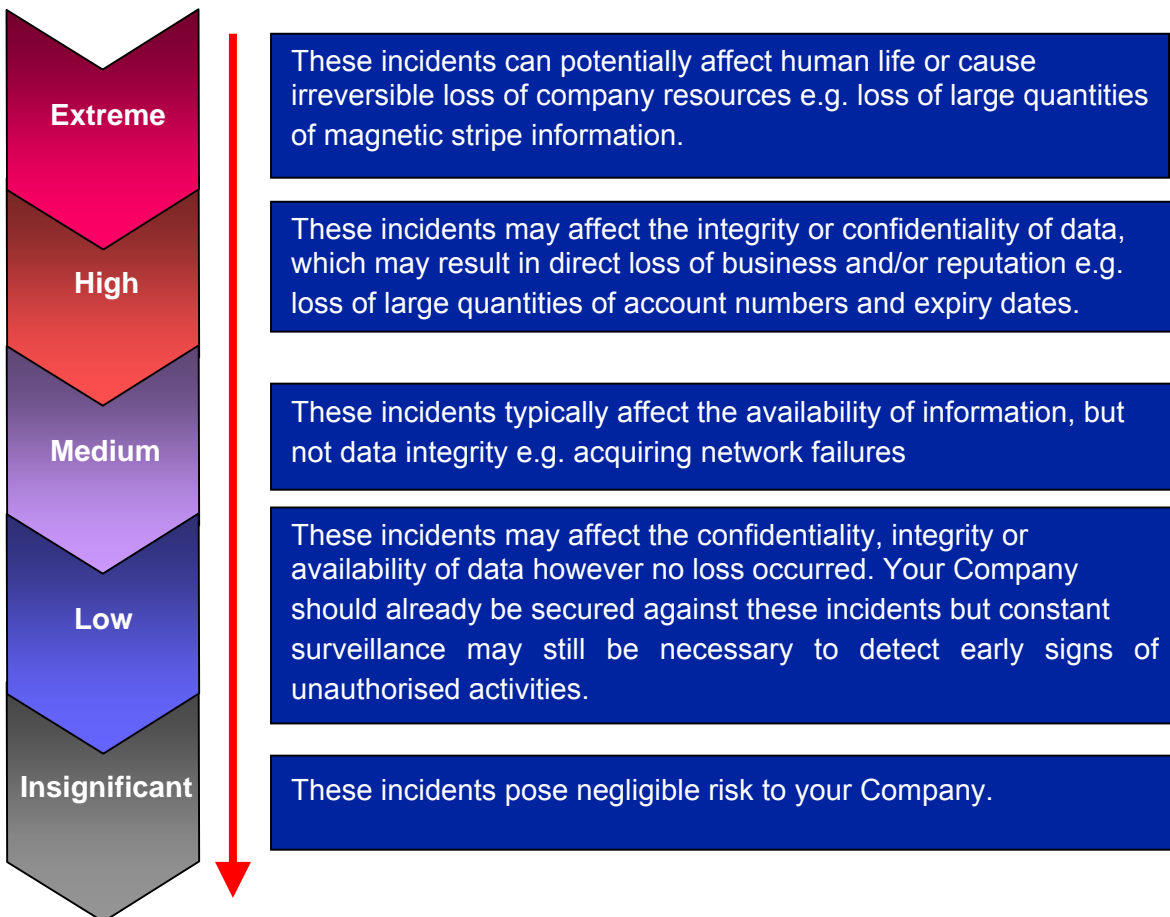 Extreme
These incidents can potentially affect human life or cause
irreversible loss of company resources e.g. loss of large quantities
of magnetic stripe information.
High
These incidents may affect the integrity or confidentiality of data,
which may result in direct loss of business and/or reputation e.g.
loss of large quantities of account numbers and expiry dates.
Medium
These incidents typically affect the availability of information, but
not data integrity e.g. acquiring network failures
Low
These incidents may affect the confidentiality, integrity or
availability of data however no loss occurred. Your Company
should already be secured against these incidents but constant
surveillance may still be necessary to detect early signs of
unauthorised activities.
Insignificant
These incidents pose negligible risk to your Company.